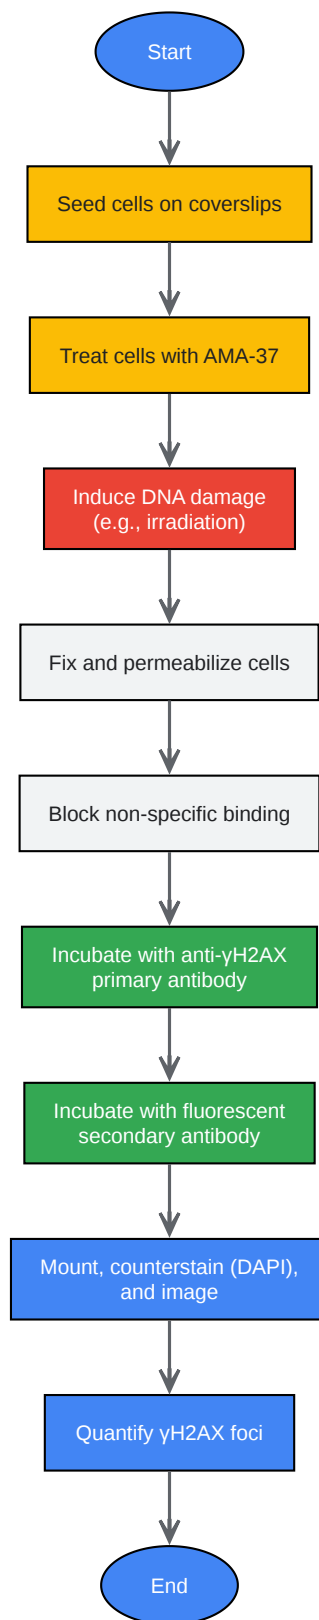 Start
Seed cells on coverslips
Treat cells with AMA-37
Induce DNA damage
(e.g., irradiation)
Fix and permeabilize cells
Block non-specific binding
Incubate with anti-γH2AX
primary antibody
Incubate with fluorescent
secondary antibody
Mount, counterstain (DAPI),
and image
Quantify γH2AX foci
End